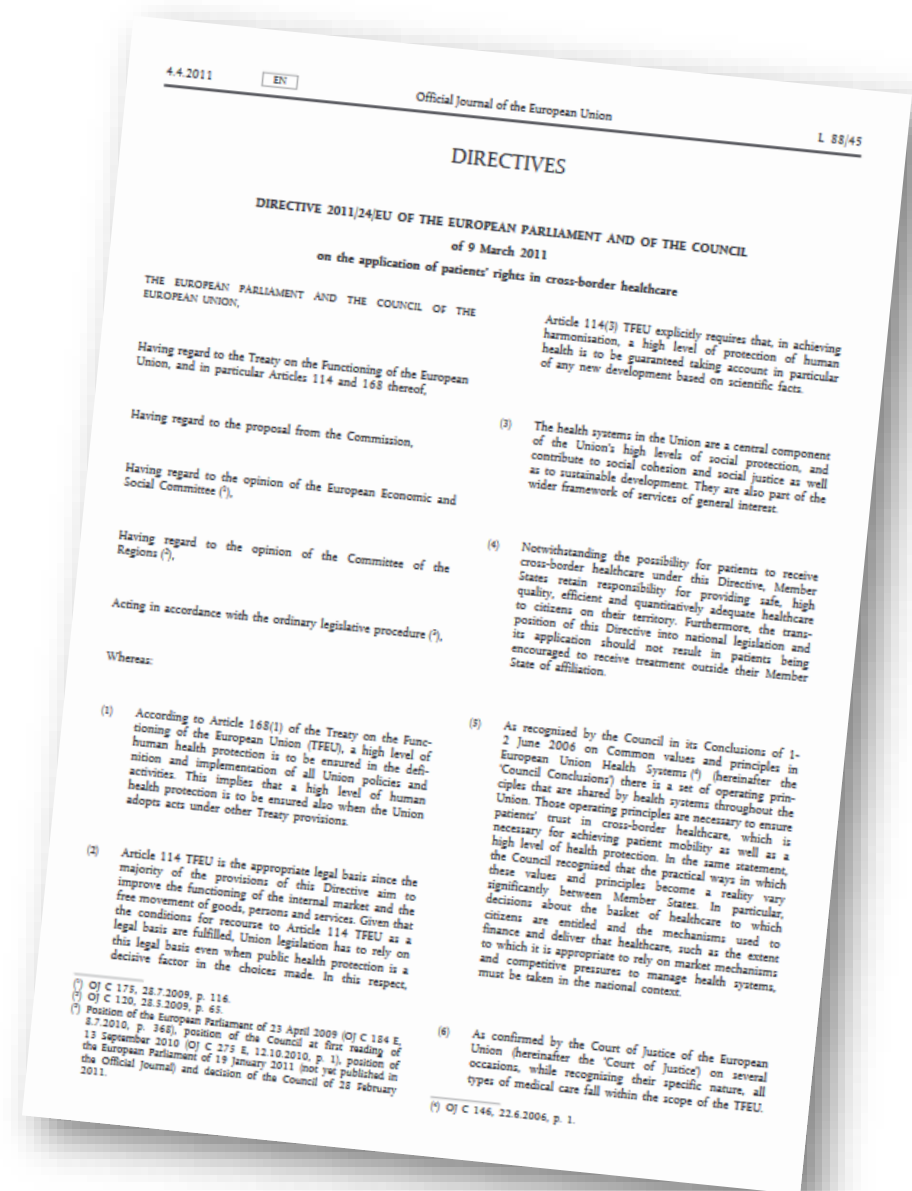 4.4.2011
EN
Official Journal of the European Union
L 88/45
DIRECTIVES
DIRECTIVE 2011/24/EU OF THE EUROPEAN PARLIAMENT AND OF THE COUNCIL
of 9 March 2011
on the application of patients' rights in cross-border healthcare
THE EUROPEAN PARLIAMENT AND THE COUNCIL OF THE
EUROPEAN UNION,
Having regard to the Treaty on the Functioning of the European
Union, and in particular Articles 114 and 168 thereof,
Having regard to the proposal from the Commission,
Having regard to the opinion of the European Economic and
Social Committee (1),
Having regard to the opinion of the Committee of the
Regions (2),
Acting in accordance with the ordinary legislative procedure (3),
Whereas:
(1) According to Article 168(1) of the Treaty on the Func-
tioning of the European Union (TFEU), a high level of
human health protection is to be ensured in the defi-
nition and implementation of all Union policies and
activities. This implies that a high level of human
health protection is to be ensured also when the Union
adopts acts under other Treaty provisions.
(2) Article 114 TFEU is the appropriate legal basis since the
majority of the provisions of this Directive aim to
improve the functioning of the internal market and the
free movement of goods, persons and services. Given that
the conditions for recourse to Article 114 TFEU as a
legal basis are fulfilled, Union legislation has to rely on
this legal basis even when public health protection is a
decisive factor in the choices made. In this respect,
(1) OJ C 175, 28.7.2009, p. 116.
(2) OJ C 120, 28.5.2009, p. 65.
(3) Position of the European Parliament of 23 April 2009 (OJ C 184 E,
8.7.2010, p. 368), position of the Council at first reading of
13 September 2010 (OJ C 275 E, 12.10.2010, p. 1), position of
the European Parliament of 19 January 2011 (not yet published in
the Official Journal) and decision of the Council of 28 February
2011.
Article 114(3) TFEU explicitly requires that, in achieving
harmonisation, a high level of protection of human
health is to be guaranteed taking account in particular
of any new development based on scientific facts.
(3) The health systems in the Union are a central component
of the Union's high levels of social protection, and
contribute to social cohesion and social justice as well
as to sustainable development. They are also part of the
wider framework of services of general interest.
(4) Notwithstanding the possibility for patients to receive
cross-border healthcare under this Directive, Member
States retain responsibility for providing safe, high
quality, efficient and quantitatively adequate healthcare
to citizens on their territory. Furthermore, the trans-
position of this Directive into national legislation and
its application should not result in patients being
encouraged to receive treatment outside their Member
State of affiliation.
(5) As recognised by the Council in its Conclusions of 1-
2 June 2006 on Common values and principles in
European Union Health Systems (4) (hereinafter the
'Council Conclusions') there is a set of operating prin-
ciples that are shared by health systems throughout the
Union. Those operating principles are necessary to ensure
patients' trust in cross-border healthcare, which is
necessary for achieving patient mobility as well as a
high level of health protection. In the same statement,
the Council recognised that the practical ways in which
these values and principles become a reality vary
significantly between Member States. In particular,
decisions about the basket of healthcare to which
citizens are entitled and the mechanisms used to
finance and deliver that healthcare, such as the extent
to which it is appropriate to rely on market mechanisms
and competitive pressures to manage health systems,
must be taken in the national context.
(6) As confirmed by the Court of Justice of the European
Union (hereinafter the 'Court of Justice') on several
occasions, while recognizing their specific nature, all
types of medical care fall within the scope of the TFEU.
(4) OJ C 146, 22.6.2006, p. 1.